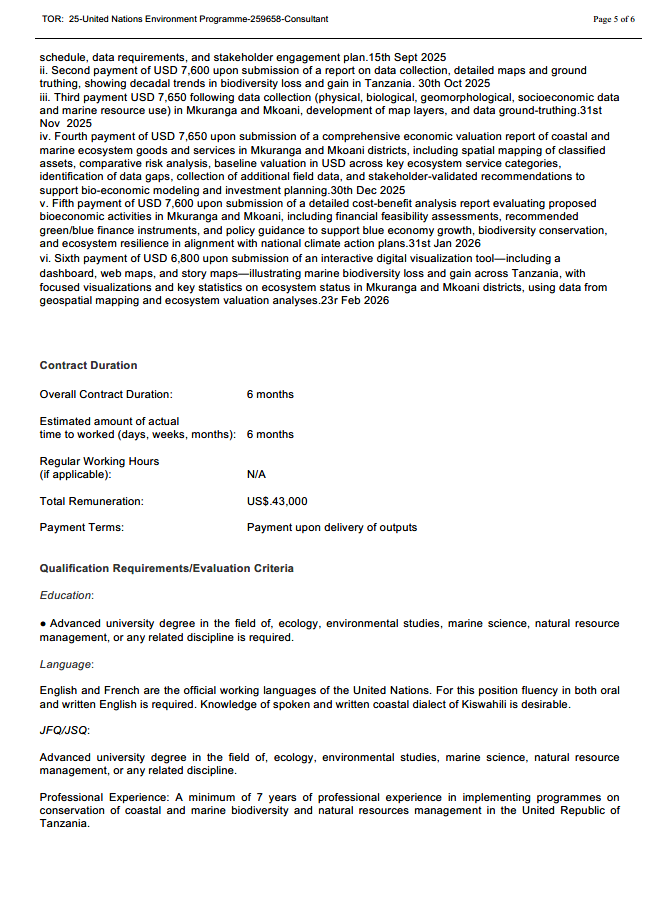 TOR: 25-United Nations Environment Programme-259658-Consultant
Page 5 of 6
schedule, data requirements, and stakeholder engagement plan.15th Sept 2025
ii. Second payment of USD 7,600 upon submission of a report on data collection, detailed maps and ground
truthing, showing decadal trends in biodiversity loss and gain in Tanzania. 30th Oct 2025
iii. Third payment USD 7,650 following data collection (physical, biological, geomorphological, socioeconomic data
and marine resource use) in Mkuranga and Mkoani, development of map layers, and data ground-truthing.31st
Nov  2025
iv. Fourth payment of USD 7,650 upon submission of a comprehensive economic valuation report of coastal and
marine ecosystem goods and services in Mkuranga and Mkoani districts, including spatial mapping of classified
assets, comparative risk analysis, baseline valuation in USD across key ecosystem service categories,
identification of data gaps, collection of additional field data, and stakeholder-validated recommendations to
support bio-economic modeling and investment planning.30th Dec 2025
v. Fifth payment of USD 7,600 upon submission of a detailed cost-benefit analysis report evaluating proposed
bioeconomic activities in Mkuranga and Mkoani, including financial feasibility assessments, recommended
green/blue finance instruments, and policy guidance to support blue economy growth, biodiversity conservation,
and ecosystem resilience in alignment with national climate action plans.31st Jan 2026
vi. Sixth payment of USD 6,800 upon submission of an interactive digital visualization tool—including a
dashboard, web maps, and story maps—illustrating marine biodiversity loss and gain across Tanzania, with
focused visualizations and key statistics on ecosystem status in Mkuranga and Mkoani districts, using data from
geospatial mapping and ecosystem valuation analyses.23r Feb 2026
Contract Duration
Overall Contract Duration: 6 months
Estimated amount of actual
time to worked (days, weeks, months): 6 months
Regular Working Hours
(if applicable): N/A
Total Remuneration: US$.43,000
Payment Terms: Payment upon delivery of outputs
Qualification Requirements/Evaluation Criteria
Education:
● Advanced university degree in the field of, ecology, environmental studies, marine science, natural resource
management, or any related discipline is required.
Language:
English and French are the official working languages of the United Nations. For this position fluency in both oral
and written English is required. Knowledge of spoken and written coastal dialect of Kiswahili is desirable.
JFQ/JSQ:
Advanced university degree in the field of, ecology, environmental studies, marine science, natural resource
management, or any related discipline.
Professional Experience: A minimum of 7 years of professional experience in implementing programmes on
conservation of coastal and marine biodiversity and natural resources management in the United Republic of
Tanzania.